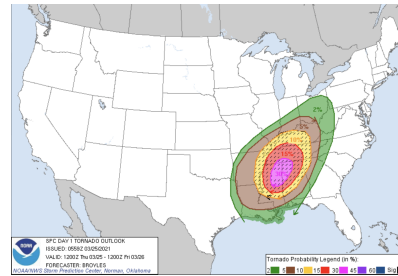 2%
SPC DAY 1 TORNADO OUTLOOK
ISSUED: 0559Z 03/25/2021
VALID: 1200Z Thu 03/25 - 1200Z Fri 03/26
FORECASTER: BROYLES
NOAA/NWS Storm Prediction Center, Norman, Oklahoma
Tornado Probability Legend (in %):
2 5 10 15 30 45 60 Sig